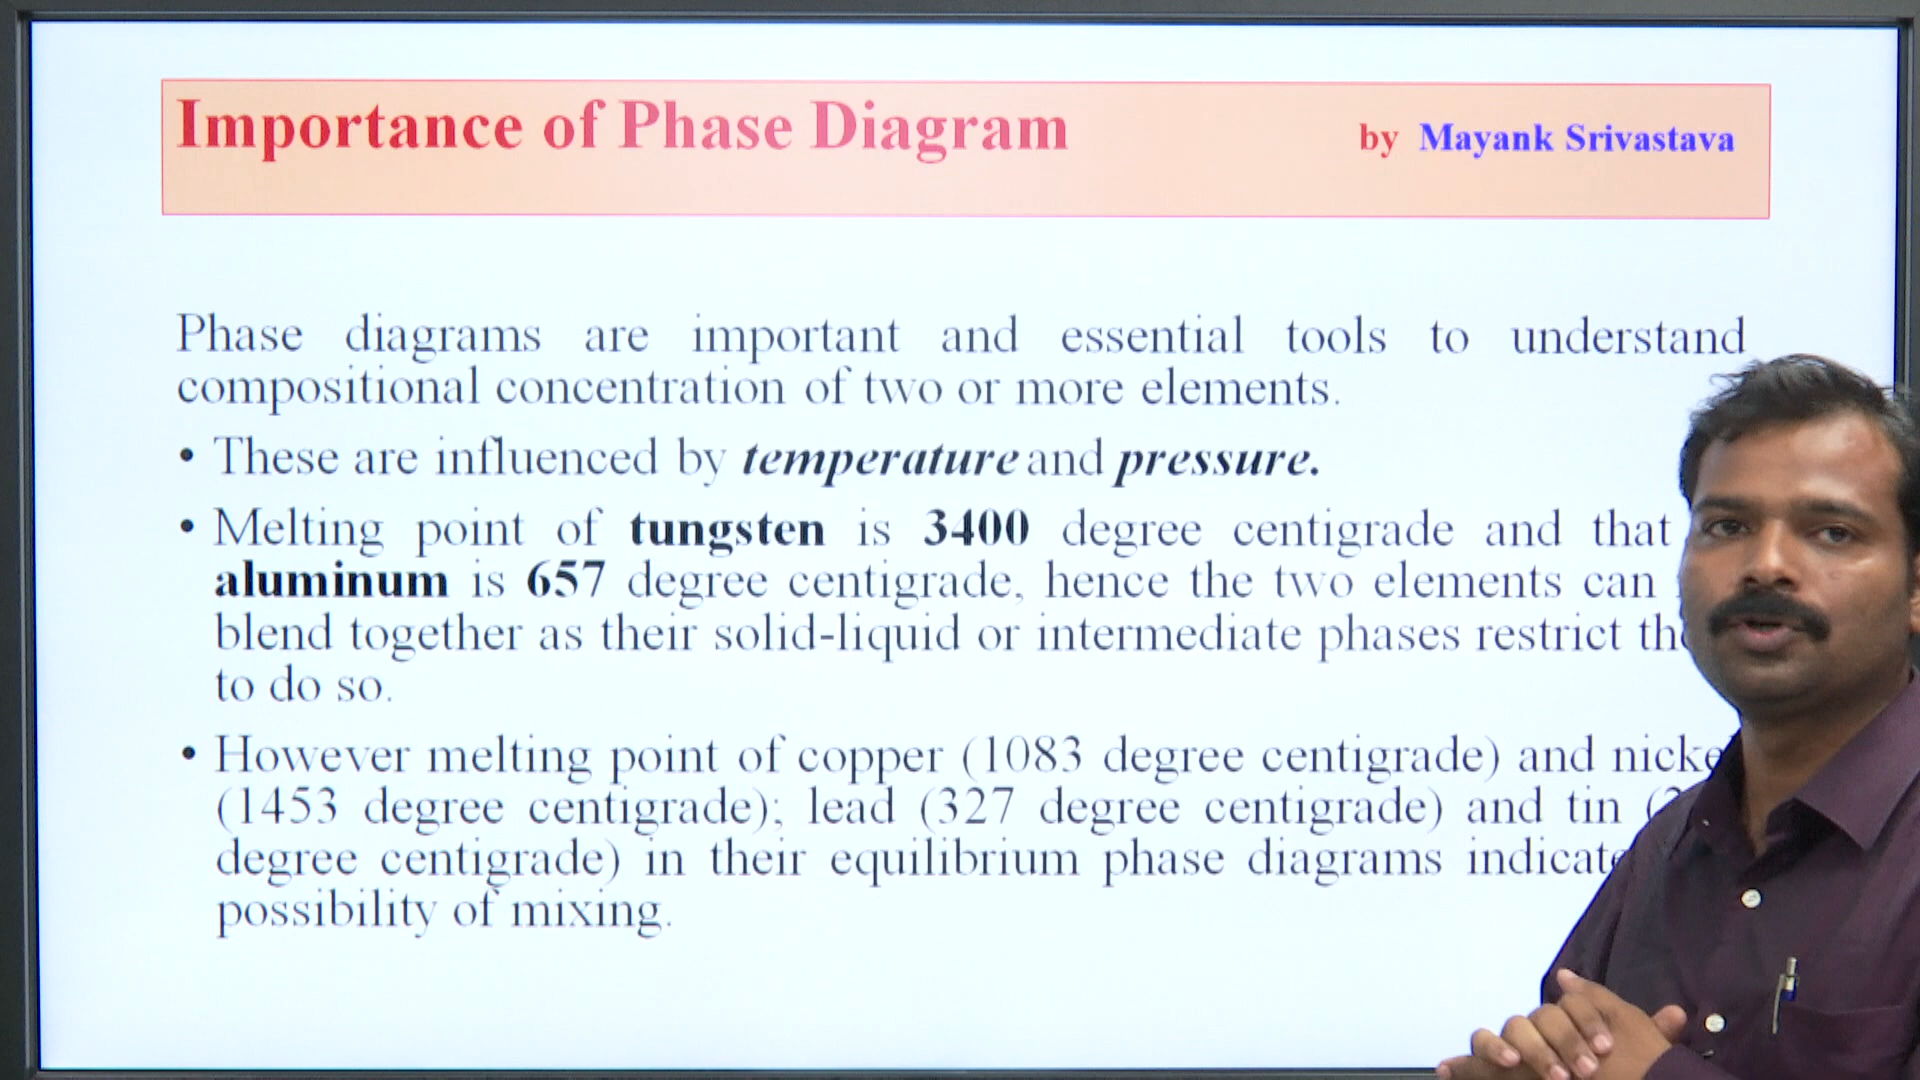 Importance of Phase Diagram by Mayank Srivastava
Phase diagrams are important and essential tools to understand
compositional concentration of two or more elements.
• These are influenced by temperature and pressure.
• Melting point of tungsten is 3400 degree centigrade and that
aluminum is 657 degree centigrade, hence the two elements can
blend together as their solid-liquid or intermediate phases restrict
to do so.
• However melting point of copper (1083 degree centigrade) and nickel
(1453 degree centigrade); lead (327 degree centigrade) and tin
degree centigrade) in their equilibrium phase diagrams indicate
possibility of mixing.